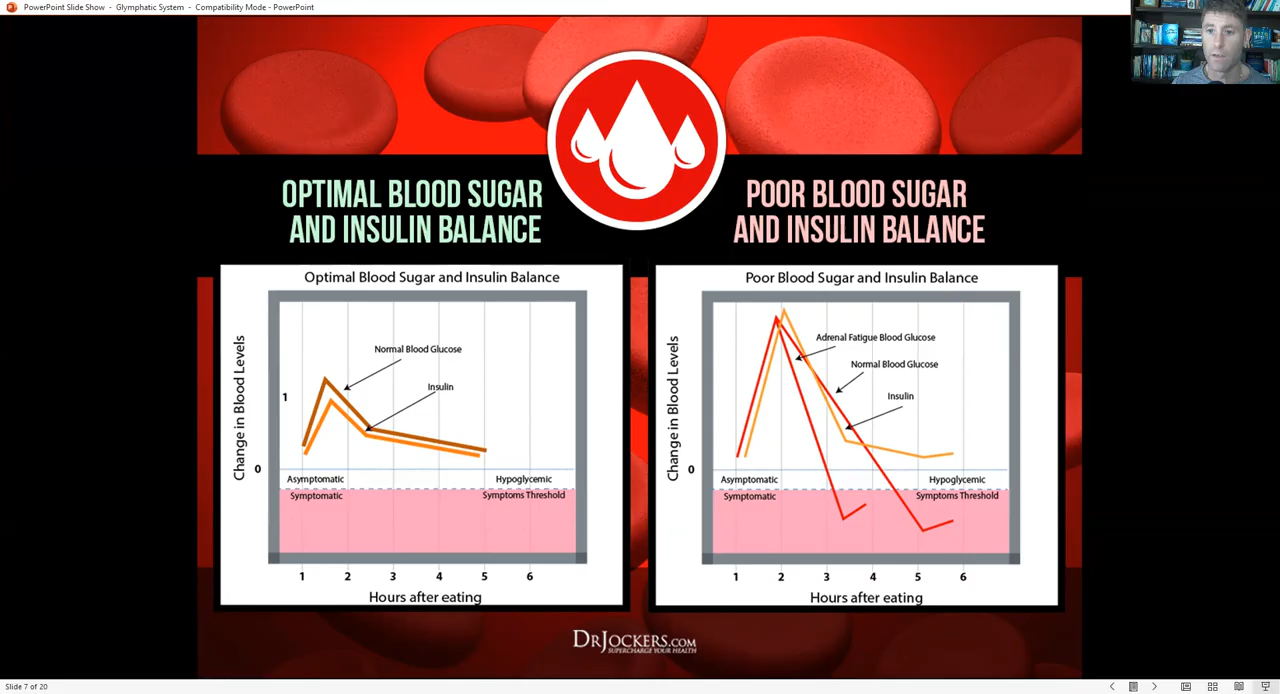 PowerPoint Slide Show - Glymphatic System - Compatibility Mode - PowerPoint
OPTIMAL BLOOD SUGAR
AND INSULIN BALANCE
POOR BLOOD SUGAR
AND INSULIN BALANCE
Optimal Blood Sugar and Insulin Balance
Change in Blood Levels
1
0
Normal Blood Glucose
Insulin
Asymptomatic
Hypoglycemic
Symptomatic
Symptoms Threshold
1 2 3 4 5 6
Hours after eating
Poor Blood Sugar and Insulin Balance
Change in Blood Levels
0
Adrenal Fatigue Blood Glucose
Normal Blood Glucose
Insulin
Asymptomatic
Hypoglycemic
Symptomatic
Symptoms Threshold
1 2 3 4 5 6
Hours after eating
DRJOCKERS.COM
SUPERCHARGE YOUR HEALTH
Slide 7 of 20